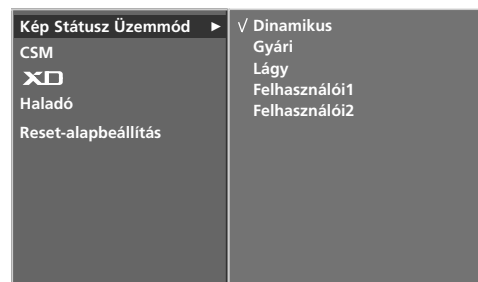 Kép Státusz Üzemmód ►
CSM
XD
Haladó
Reset-alapbeállítás
√ Dinamikus
Gyári
Lágy
Felhasználói1
Felhasználói2